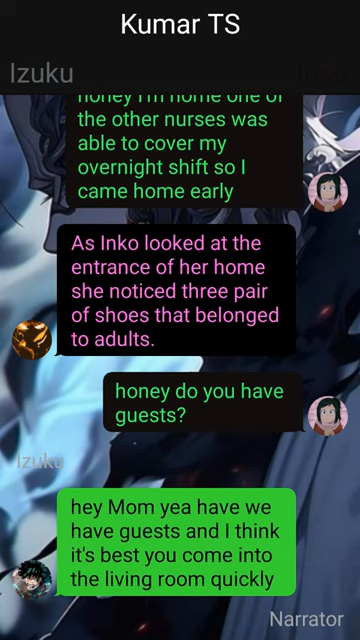 Kumar TS
Izuku Inko
honey I'm home one of
the other nurses was
able to cover my
overnight shift so I
came home early
As Inko looked at the
entrance of her home
she noticed three pair
of shoes that belonged
to adults.
honey do you have
guests?
Izuku
hey Mom yea have we
have guests and I think
it's best you come into
the living room quickly
Narrator